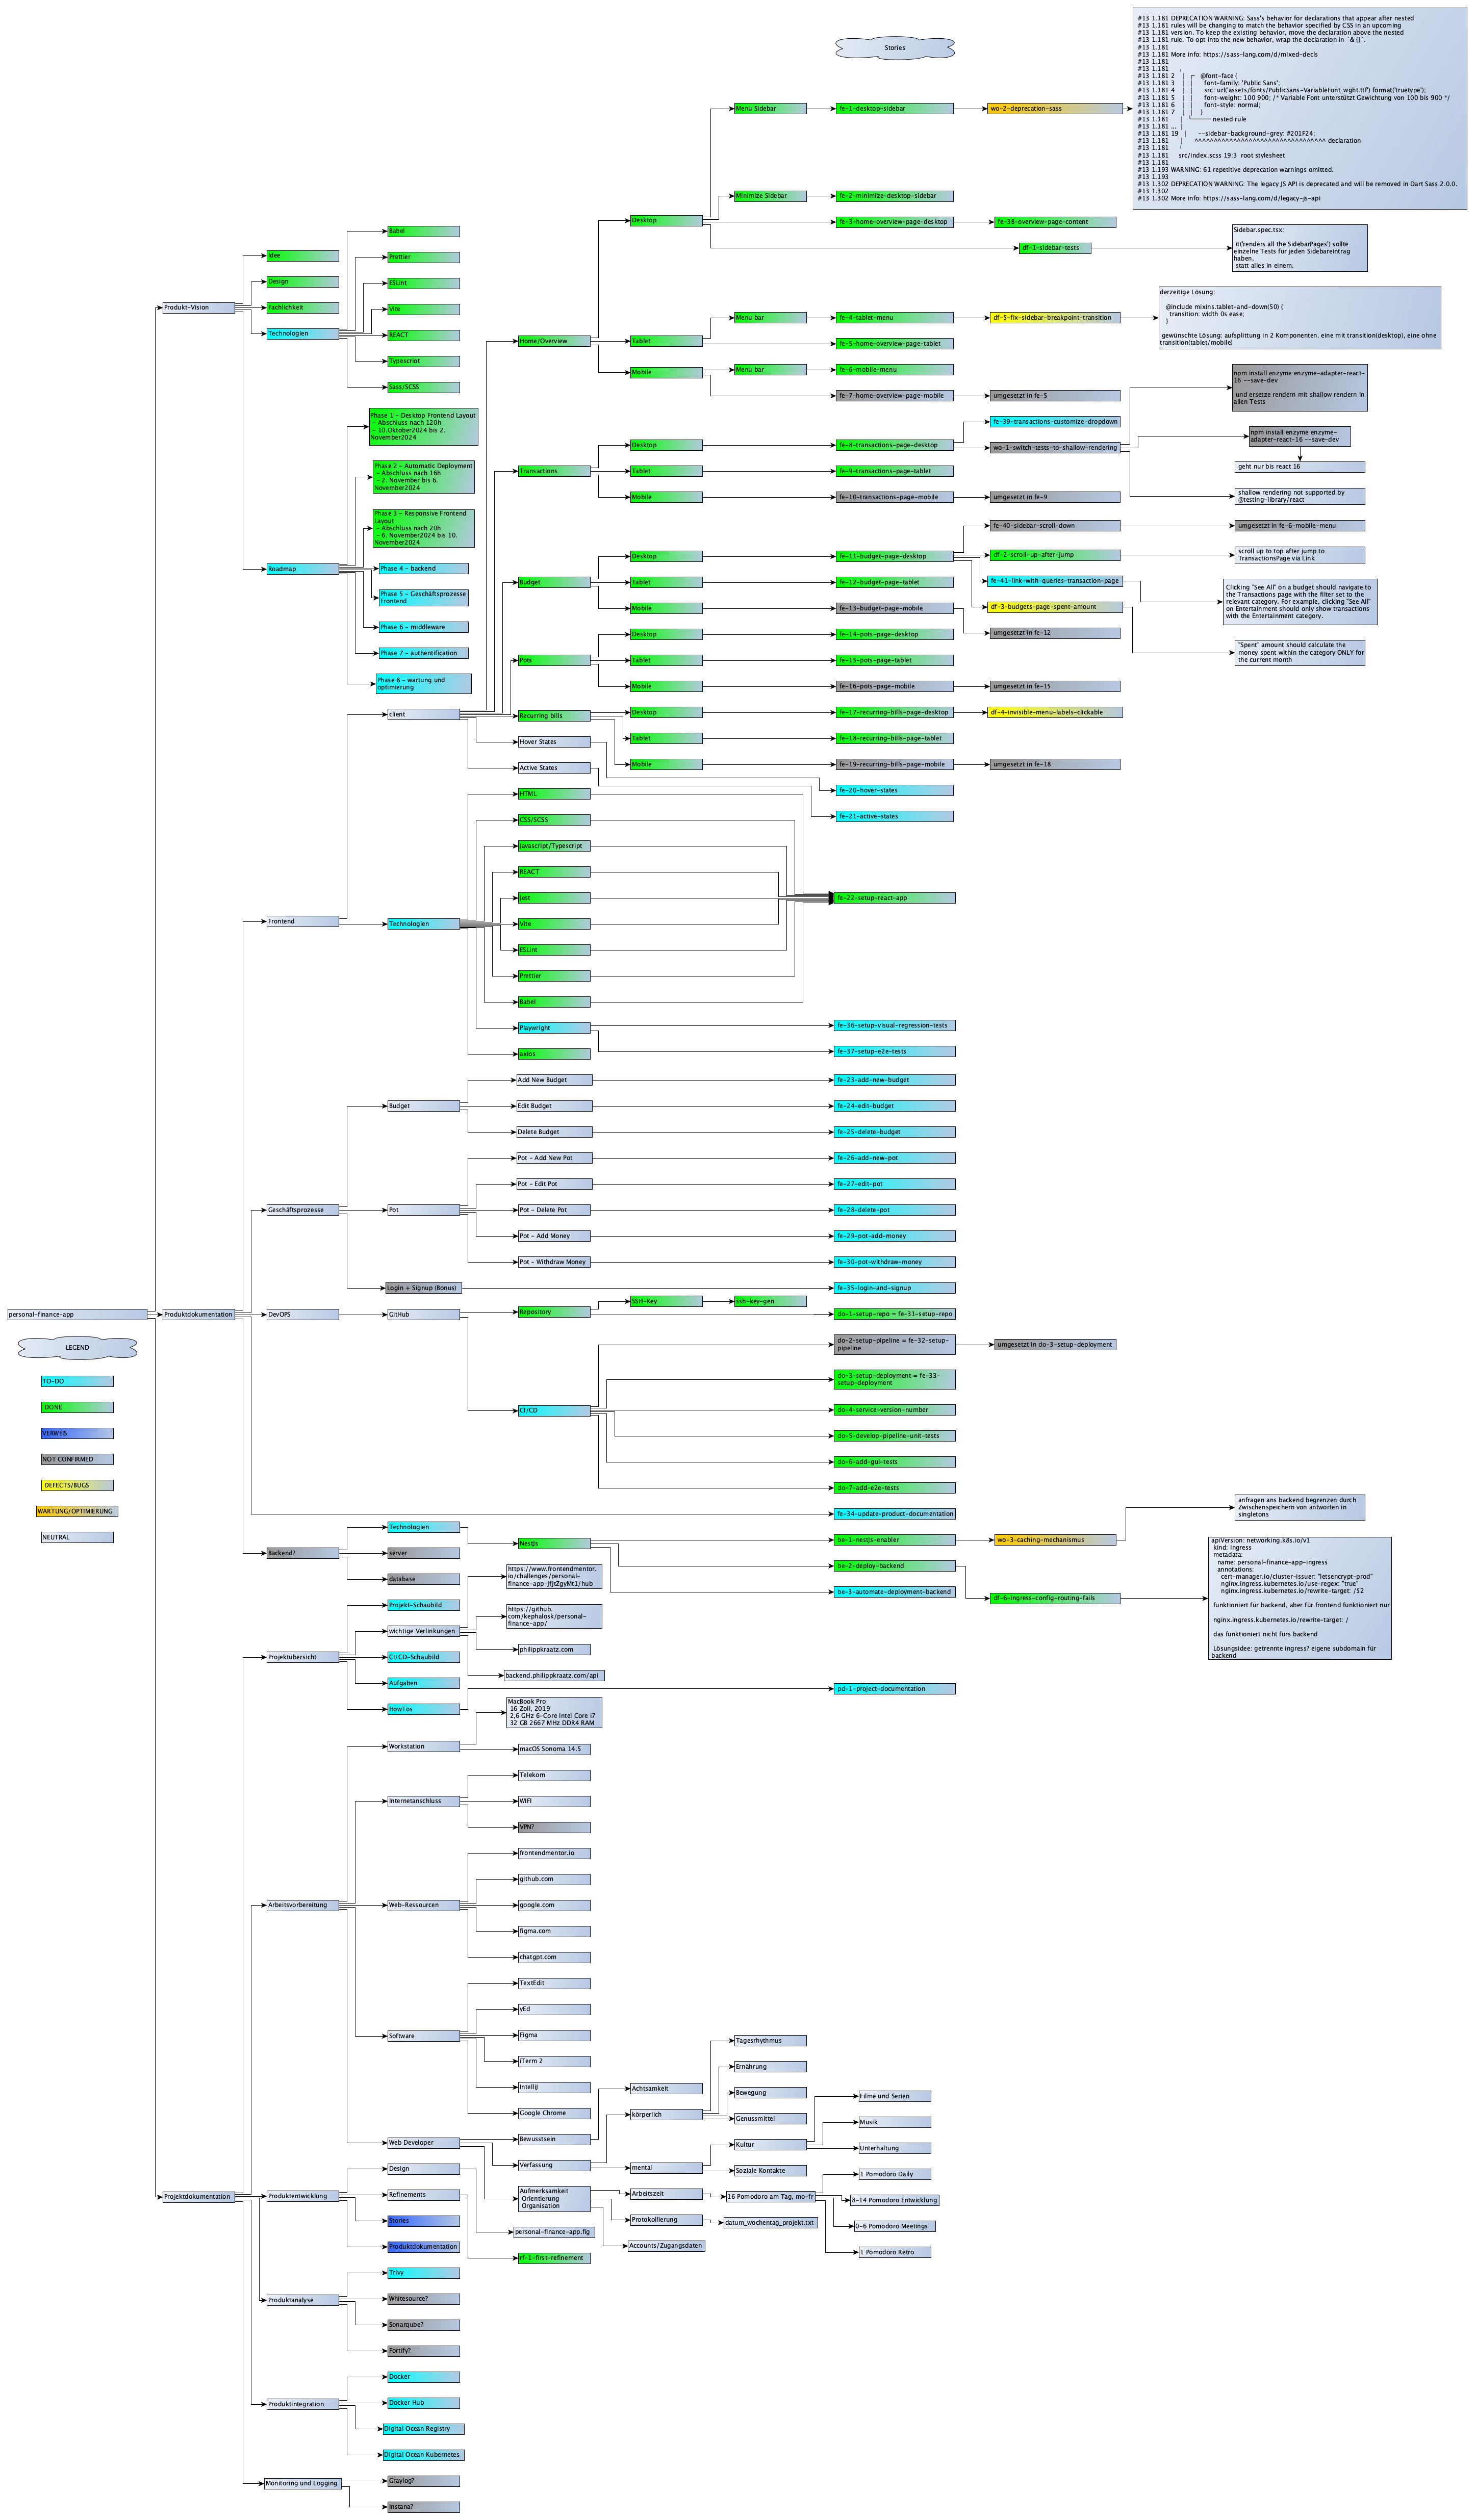 Stories
#13 1.181 DEPRECATION WARNING: Sass's behavior for declarations that appear after nested
#13 1.181 rules will be changing to match the behavior specified by CSS in an upcoming
#13 1.181 version. To keep the existing behavior, move the declaration above the nested
#13 1.181 rule. To opt into the new behavior, wrap the declaration in `& {}`.
#13 1.181
#13 1.181 More info: https://sass-lang.com/d/mixed-decls
#13 1.181
#13 1.181 ,
#13 1.181 2 | ┌ @font-face {
#13 1.181 3 | | font-family: 'Public Sans';
#13 1.181 4 | | src: url('assets/fonts/PublicSans-VariableFont_wght.ttf') format('truetype');
#13 1.181 5 | | font-weight: 100 900; /* Variable Font unterstützt Gewichtung von 100 bis 900 */
#13 1.181 6 | | font-style: normal;
#13 1.181 7 | | }
#13 1.181 | └──── nested rule
#13 1.181 ... |
#13 1.181 19 | --sidebar-background-grey: #201F24;
#13 1.181 | ^^^^^^^^^^^^^^^^^^^^^^^^^^^^^^^^^^ declaration
#13 1.181 '
#13 1.181 src/index.scss 19:3 root stylesheet
#13 1.181
#13 1.193 WARNING: 61 repetitive deprecation warnings omitted.
#13 1.193
#13 1.302 DEPRECATION WARNING: The legacy JS API is deprecated and will be removed in Dart Sass 2.0.0.
#13 1.302
#13 1.302 More info: https://sass-lang.com/d/legacy-js-api
Menu Sidebar
fe-1-desktop-sidebar
wo-2-deprecation-sass
Minimize Sidebar
fe-2-minimize-desktop-sidebar
Desktop
fe-3-home-overview-page-desktop
fe-38-overview-page-content
df-1-sidebar-tests
Sidebar.spec.tsx:
it('renders all the SidebarPages') sollte
einzelne Tests für jeden Sidebareintrag
haben,
statt alles in einem.
Babel
Idee
Prettier
Design
ESLint
Produkt-Vision
Fachlichkeit
Vite
Technologien
REACT
Typescriot
Sass/SCSS
Menu bar
fe-4-tablet-menu
df-5-fix-sidebar-breakpoint-transition
derzeitige Lösung:
@include mixins.tablet-and-down(50) {
transition: width 0s ease;
}
gewünschte Lösung: aufsplittung in 2 Komponenten. eine mit transition(desktop), eine ohne
transition(tablet/mobile)
Home/Overview
Tablet
fe-5-home-overview-page-tablet
Mobile
Menu bar
fe-6-mobile-menu
fe-7-home-overview-page-mobile
umgesetzt in fe-5
npm install enzyme enzyme-adapter-react-
16 --save-dev
und ersetze rendern mit shallow rendern in
allen Tests
Phase 1 - Desktop Frontend Layout
- Abschluss nach 120h
- 10.Oktober2024 bis 2.
November2024
fe-39-transactions-customize-dropdown
Desktop
fe-8-transactions-page-desktop
wo-1-switch-tests-to-shallow-rendering
npm install enzyme enzyme-
adapter-react-16 --save-dev
geht nur bis react 16
Transactions
Tablet
fe-9-transactions-page-tablet
Phase 2 - Automatic Deployment
- Abschluss nach 16h
- 2. November bis 6.
November2024
Mobile
fe-10-transactions-page-mobile
umgesetzt in fe-9
shallow rendering not supported by
@testing-library/react
Phase 3 - Responsive Frontend
Layout
- Abschluss nach 20h
- 6. November2024 bis 10.
November2024
fe-40-sidebar-scroll-down
umgesetzt in fe-6-mobile-menu
Desktop
fe-11-budget-page-desktop
df-2-scroll-up-after-jump
scroll up to top after jump to
TransactionsPage via Link
Roadmap
Phase 4 - backend
Budget
Tablet
fe-12-budget-page-tablet
fe-41-link-with-queries-transaction-page
Clicking "See All" on a budget should navigate to
the Transactions page with the filter set to the
relevant category. For example, clicking "See All"
on Entertainment should only show transactions
with the Entertainment category.
Phase 5 - Geschäftsprozesse
Frontend
Mobile
fe-13-budget-page-mobile
df-3-budgets-page-spent-amount
Phase 6 - middleware
Desktop
fe-14-pots-page-desktop
umgesetzt in fe-12
Phase 7 - authentification
Pots
Tablet
fe-15-pots-page-tablet
"Spent" amount should calculate the
money spent within the category ONLY for
the current month
Phase 8 - wartung und
optimierung
Mobile
fe-16-pots-page-mobile
umgesetzt in fe-15
client
Recurring bills
Desktop
fe-17-recurring-bills-page-desktop
df-4-invisible-menu-labels-clickable
Hover States
Tablet
fe-18-recurring-bills-page-tablet
Active States
Mobile
fe-19-recurring-bills-page-mobile
umgesetzt in fe-18
HTML
fe-20-hover-states
CSS/SCSS
fe-21-active-states
Javascript/Typescript
REACT
Jest
fe-22-setup-react-app
Frontend
Technologien
Vite
ESLint
Prettier
Babel
Playwright
fe-36-setup-visual-regression-tests
axios
fe-37-setup-e2e-tests
Add New Budget
fe-23-add-new-budget
Budget
Edit Budget
fe-24-edit-budget
Delete Budget
fe-25-delete-budget
Pot - Add New Pot
fe-26-add-new-pot
Pot - Edit Pot
fe-27-edit-pot
Geschäftsprozesse
Pot
Pot - Delete Pot
fe-28-delete-pot
Pot - Add Money
fe-29-pot-add-money
Pot - Withdraw Money
fe-30-pot-withdraw-money
Login + Signup (Bonus)
fe-35-login-and-signup
personal-finance-app
Produktdokumentation
DevOPS
GitHub
Repository
SSH-Key
ssh-key-gen
do-1-setup-repo = fe-31-setup-repo
LEGEND
do-2-setup-pipeline = fe-32-setup-
pipeline
umgesetzt in do-3-setup-deployment
TO-DO
do-3-setup-deployment = fe-33-
setup-deployment
DONE
CI/CD
do-4-service-version-number
VERWEIS
do-5-develop-pipeline-unit-tests
NOT CONFIRMED
do-6-add-gui-tests
DEFECTS/BUGS
do-7-add-e2e-tests
WARTUNG/OPTIMIERUNG
fe-34-update-product-documentation
anfragen ans backend begrenzen durch
Zwischenspeichern von antworten in
singletons
NEUTRAL
Technologien
NestJs
be-1-nestjs-enabler
wo-3-caching-mechanismus
Backend?
server
be-2-deploy-backend
database
be-3-automate-deployment-backend
df-6-ingress-config-routing-fails
apiVersion: networking.k8s.io/v1
kind: Ingress
metadata:
name: personal-finance-app-ingress
annotations:
cert-manager.io/cluster-issuer: "letsencrypt-prod"
nginx.ingress.kubernetes.io/use-regex: "true"
nginx.ingress.kubernetes.io/rewrite-target: /$2
funktioniert für backend, aber für frontend funktioniert nur
nginx.ingress.kubernetes.io/rewrite-target: /
das funktioniert nicht fürs backend
Lösungsidee: getrennte ingress? eigene subdomain für
backend
https://www.frontendmentor.
io/challenges/personal-
finance-app-JfjtZgyMt1/hub
Projekt-Schaubild
https://github.
com/kephalosk/personal-
finance-app/
wichtige Verlinkungen
philippkraatz.com
Projektübersicht
CI/CD-Schaubild
backend.philippkraatz.com/api
Aufgaben
pd-1-project-documentation
HowTos
MacBook Pro
16 Zoll, 2019
2,6 GHz 6-Core Intel Core i7
32 GB 2667 MHz DDR4 RAM
Workstation
macOS Sonoma 14.5
Telekom
Internetanschluss
WIFI
VPN?
frontendmentor.io
github.com
Arbeitsvorbereitung
Web-Ressourcen
google.com
figma.com
chatgpt.com
TextEdit
yEd
Software
Figma
Tagesrhythmus
iTerm 2
Ernährung
IntelliJ
Achtsamkeit
Bewegung
Filme und Serien
Google Chrome
körperlich
Genussmittel
Musik
Web Developer
Bewusstsein
Kultur
Unterhaltung
Verfassung
mental
Soziale Kontakte
1 Pomodoro Daily
Design
Aufmerksamkeit
Orientierung
Organisation
Arbeitszeit
16 Pomodoro am Tag, mo-fr
8-14 Pomodoro Entwicklung
Projektdokumentation
Produktentwicklung
Refinements
Protokollierung
datum_wochentag_projekt.txt
0-6 Pomodoro Meetings
Stories
personal-finance-app.fig
Accounts/Zugangsdaten
1 Pomodoro Retro
Produktdokumentation
rf-1-first-refinement
Trivy
Produktanalyse
Whitesource?
Sonarqube?
Fortify?
Docker
Produktintegration
Docker Hub
Digital Ocean Registry
Digital Ocean Kubernetes
Monitoring und Logging
Graylog?
Instana?